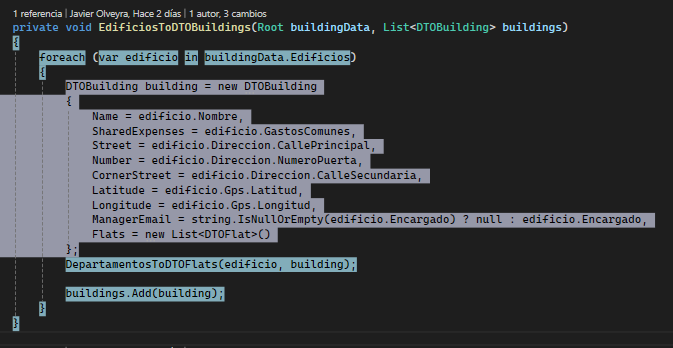 1 referencia | Javier Olveyra, Hace 2 días | 1 autor, 3 cambios
private void EdificiosToDTOBuildings(Root buildingData, List<DTOBuilding> buildings)
{
foreach (var edificio in buildingData.Edificios)
{
DTOBuilding building = new DTOBuilding
{
Name = edificio.Nombre,
SharedExpenses = edificio.GastosComunes,
Street = edificio.Direccion.CallePrincipal,
Number = edificio.Direccion.NumeroPuerta,
CornerStreet = edificio.Direccion.CalleSecundaria,
Latitude = edificio.Gps.Latitud,
Longitude = edificio.Gps.Longitud,
ManagerEmail = string.IsNullOrEmpty(edificio.Encargado) ? null : edificio.Encargado,
Flats = new List<DTOFlat>()
};
DepartamentosToDTOFlats(edificio, building);
buildings.Add(building);
}
}